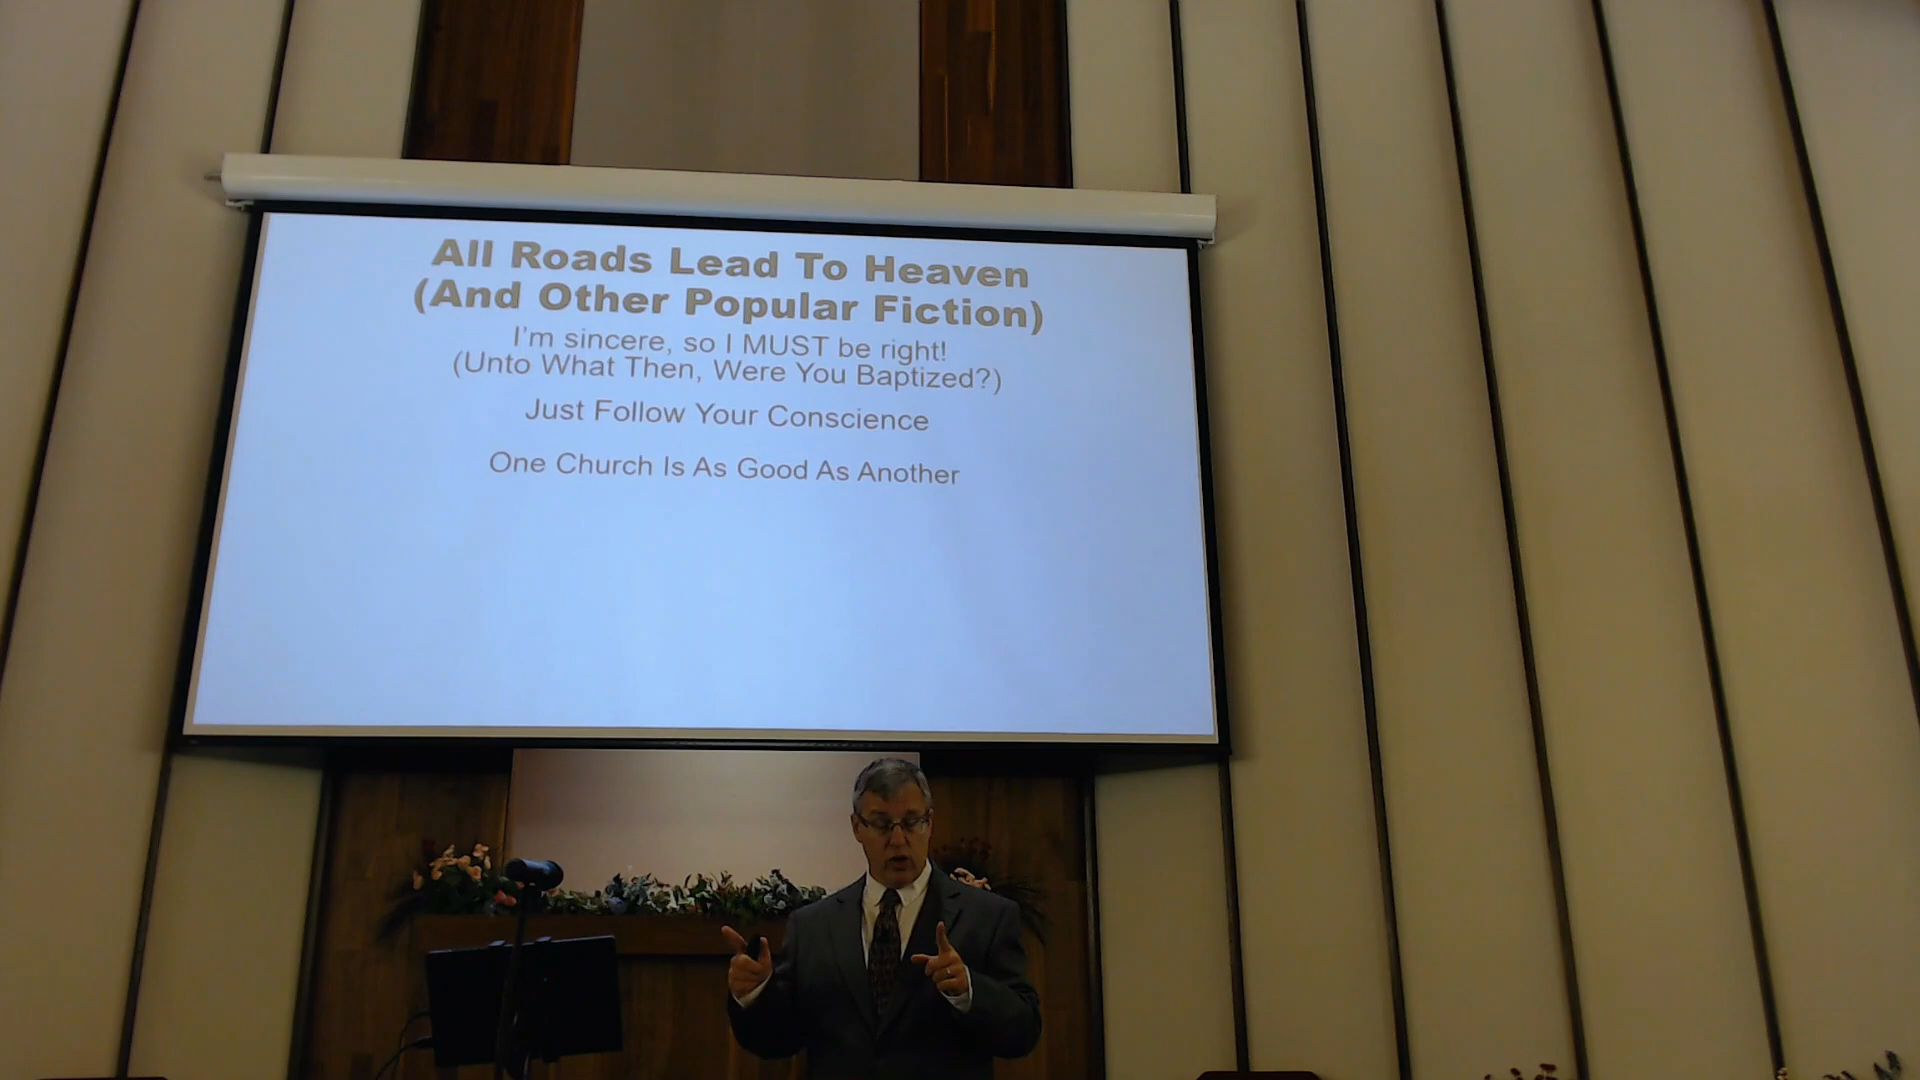 All Roads Lead To Heaven
(And Other Popular Fiction)
I'm sincere, so I MUST be right!
(Unto What Then, Were You Baptized?)
Just Follow Your Conscience
One Church Is As Good As Another